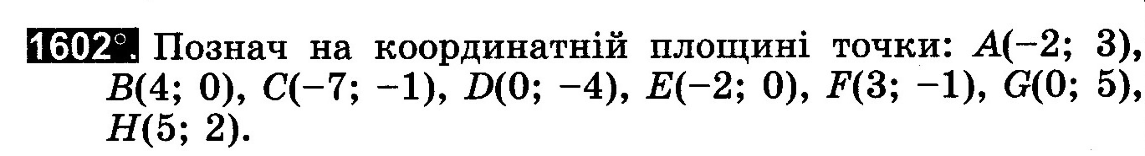 1602°. Познач на координатній площині точки: A(−2; 3),
B(4; 0), C(−7; −1), D(0; −4), E(−2; 0), F(3; −1), G(0; 5),
H(5; 2).